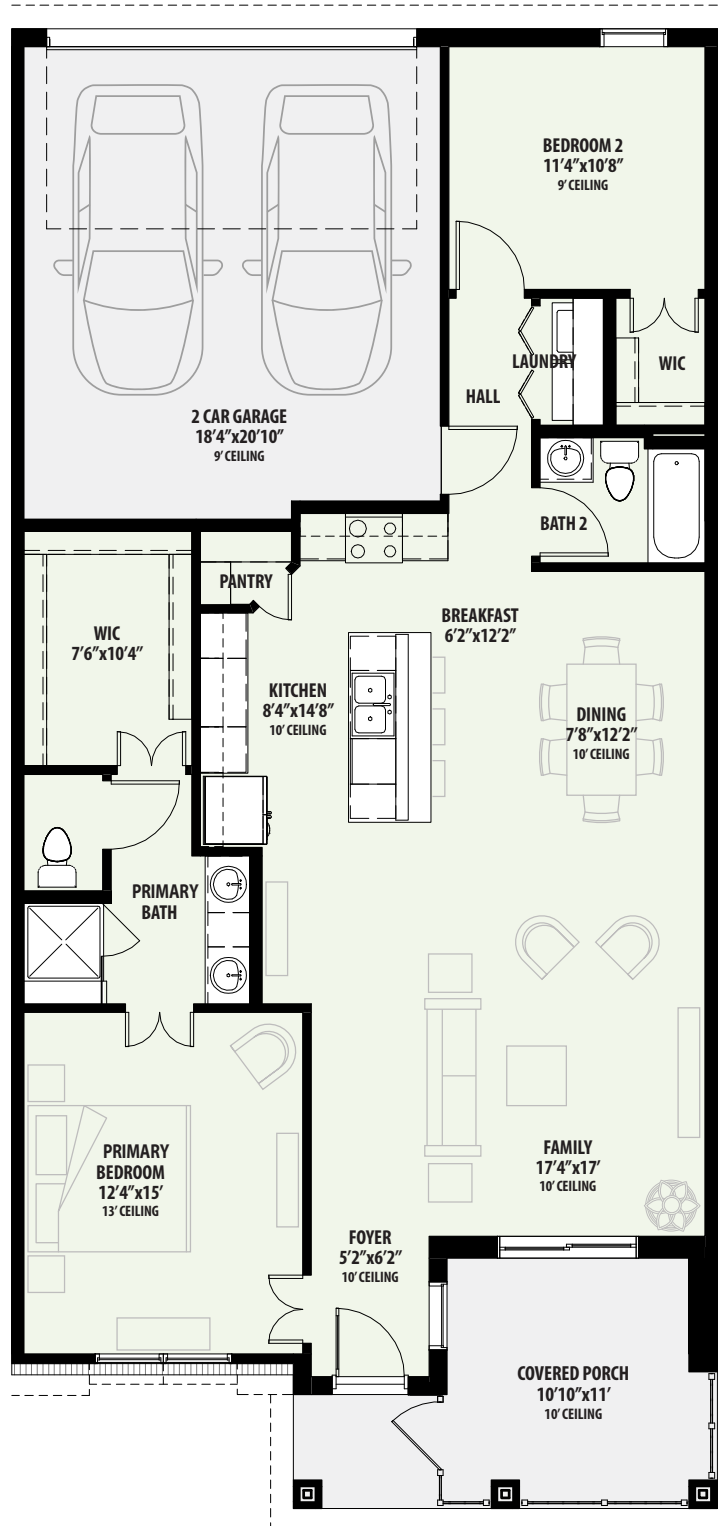 BEDROOM 2
11'4"x10'8"
9' CEILING
LAUNDRY
WIC
HALL
2 CAR GARAGE
18'4"x20'10"
9' CEILING
BATH 2
PANTRY
BREAKFAST
6'2"x12'2"
WIC
7'6"x10'4"
KITCHEN
8'4"x14'8"
10' CEILING
DINING
7'8"x12'2"
10' CEILING
PRIMARY
BATH
PRIMARY
BEDROOM
12'4"x15'
13' CEILING
FAMILY
17'4"x17'
10' CEILING
FOYER
5'2"x6'2"
10' CEILING
COVERED PORCH
10'10"x11'
10' CEILING